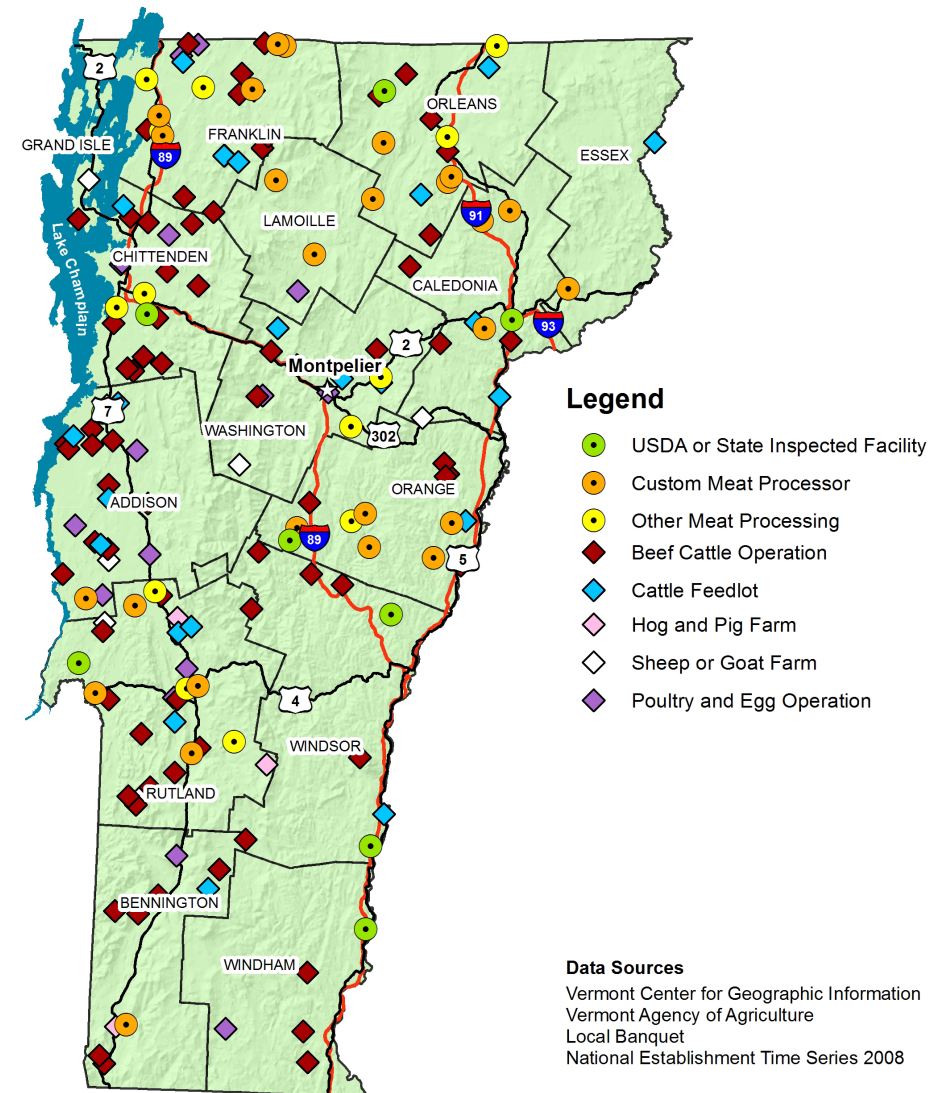 2
GRAND ISLE
89
FRANKLIN
ORLEANS
ESSEX
LAMOILLE
91
Lake Champlain
CHITTENDEN
CALEDONIA
93
2
Montpelier
7
WASHINGTON
302
ADDISON
ORANGE
89
5
4
WINDSOR
RUTLAND
BENNINGTON
WINDHAM
Legend
USDA or State Inspected Facility
Custom Meat Processor
Other Meat Processing
Beef Cattle Operation
Cattle Feedlot
Hog and Pig Farm
Sheep or Goat Farm
Poultry and Egg Operation
Data Sources
Vermont Center for Geographic Information
Vermont Agency of Agriculture
Local Banquet
National Establishment Time Series 2008